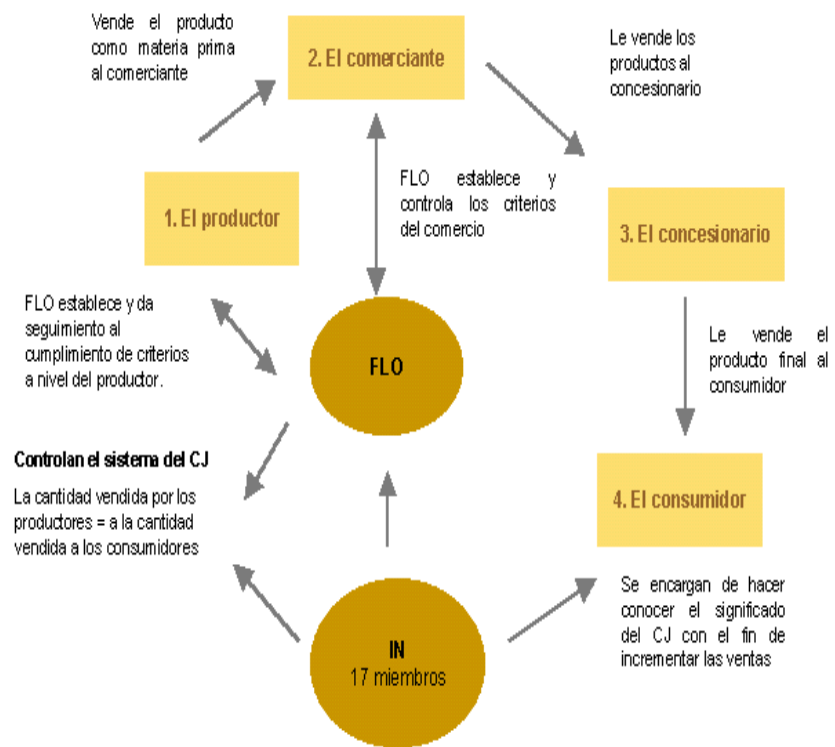 Vende el producto
como materia prima
al comerciante
2. El comerciante
Le vende los
productos al
concesionario
1. El productor
FLO establece y
controla los criterios
del comercio
3. El concesionario
FLO establece y da
seguimiento al
cumplimiento de criterios
a nivel del productor.
FLO
Le vende el
producto final al
consumidor
Controlan el sistema del CJ
La cantidad vendida por los
productores = a la cantidad
vendida a los consumidores
4. El consumidor
IN
17 miembros
Se encargan de hacer
conocer el significado
del CJ con el fin de
incrementar las ventas